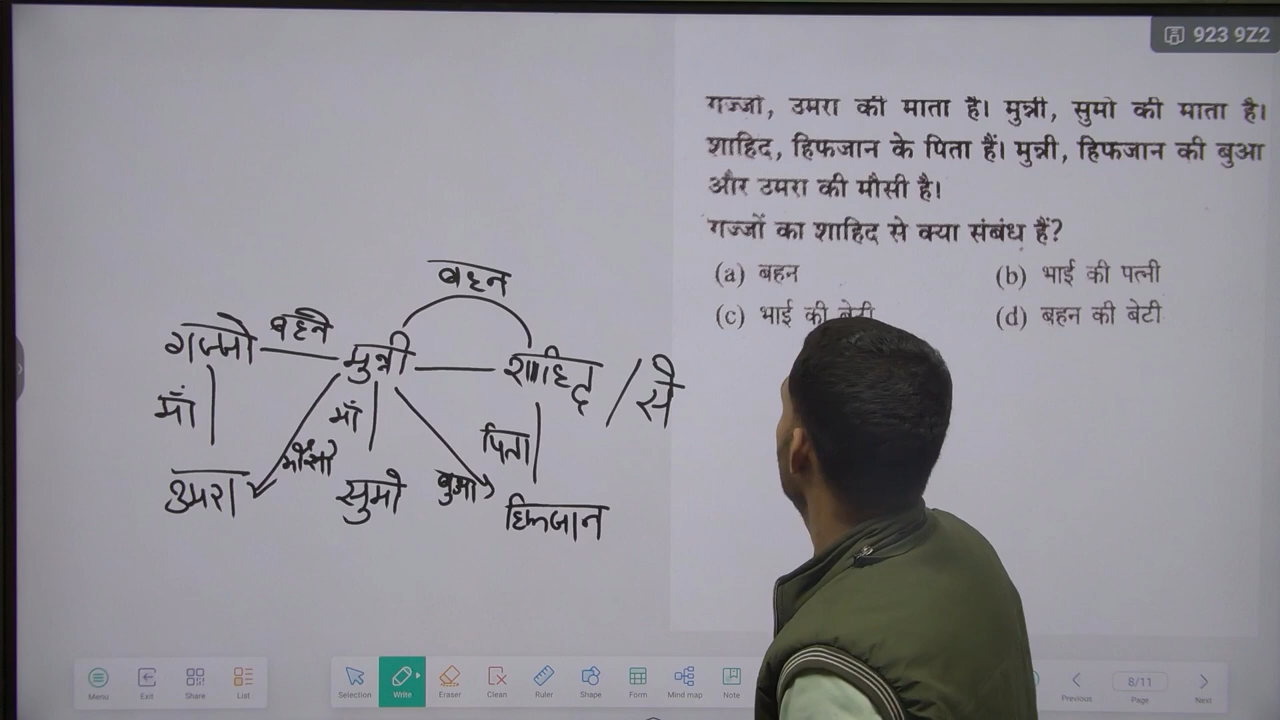 923 9Z2
गज्जो, उमरा की माता है। मुन्नी, सुमो की माता है।
शाहिद, हिफजान के पिता हैं। मुन्नी, हिफजान की बुआ
और उमरा की मौसी है।
गज्जों का शाहिद से क्या संबंध हैं?
(a) बहन (b) भाई की पत्नी
(c) भाई की बेटी (d) बहन की बेटी
बहन
गज्जो बहन मुन्नी शाहिद / से
माँ माँ पिता
मौसी बुआ
उमरा सुमो हिफजान
Menu Exit Share List Selection Write Eraser Clean Ruler Shape Form Mind map Note Previous 8/11 Page Next